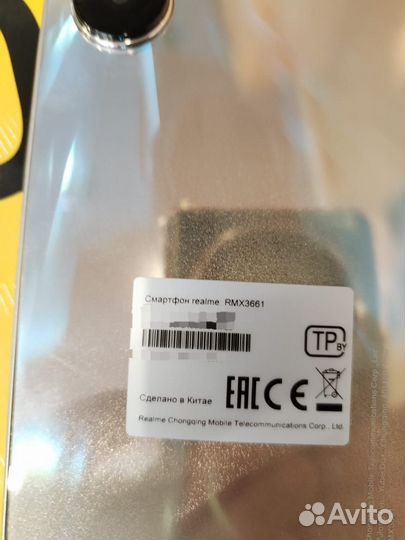 Смартфон realme RMX3661
TP BY
Сделано в Китае
EAC CE
Realme Chongqing Mobile Telecommunications Corp., Ltd.
Avito